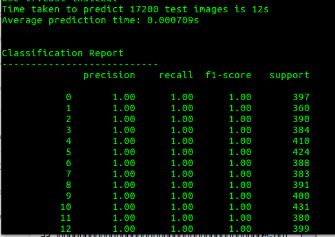 Time taken to predict 17200 test images is 12s
Average prediction time: 0.000709s
Classification Report
---------------------------
precision recall f1-score support
0 1.00 1.00 1.00 397
1 1.00 1.00 1.00 360
2 1.00 1.00 1.00 390
3 1.00 1.00 1.00 384
4 1.00 1.00 1.00 410
5 1.00 1.00 1.00 424
6 1.00 1.00 1.00 388
7 1.00 1.00 1.00 383
8 1.00 1.00 1.00 391
9 1.00 1.00 1.00 400
10 1.00 1.00 1.00 431
11 1.00 1.00 1.00 380
12 1.00 1.00 1.00 399